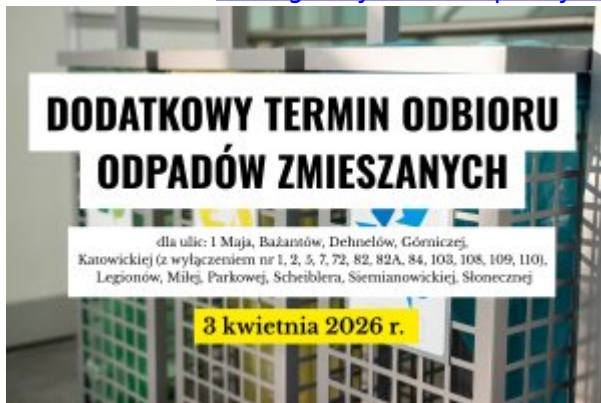 DODATKOWY TERMIN ODBIORU
ODPADÓW ZMIESZANYCH
dla ulic: 1 Maja, Bażantów, Dehnelów, Górniczej,
Katowickiej (z wyłączeniem nr 1, 2, 5, 7, 72, 82, 82A, 84, 103, 108, 109, 110),
Legionów, Miłej, Parkowej, Scheiblera, Siemianowickiej, Słonecznej
3 kwietnia 2026 r.